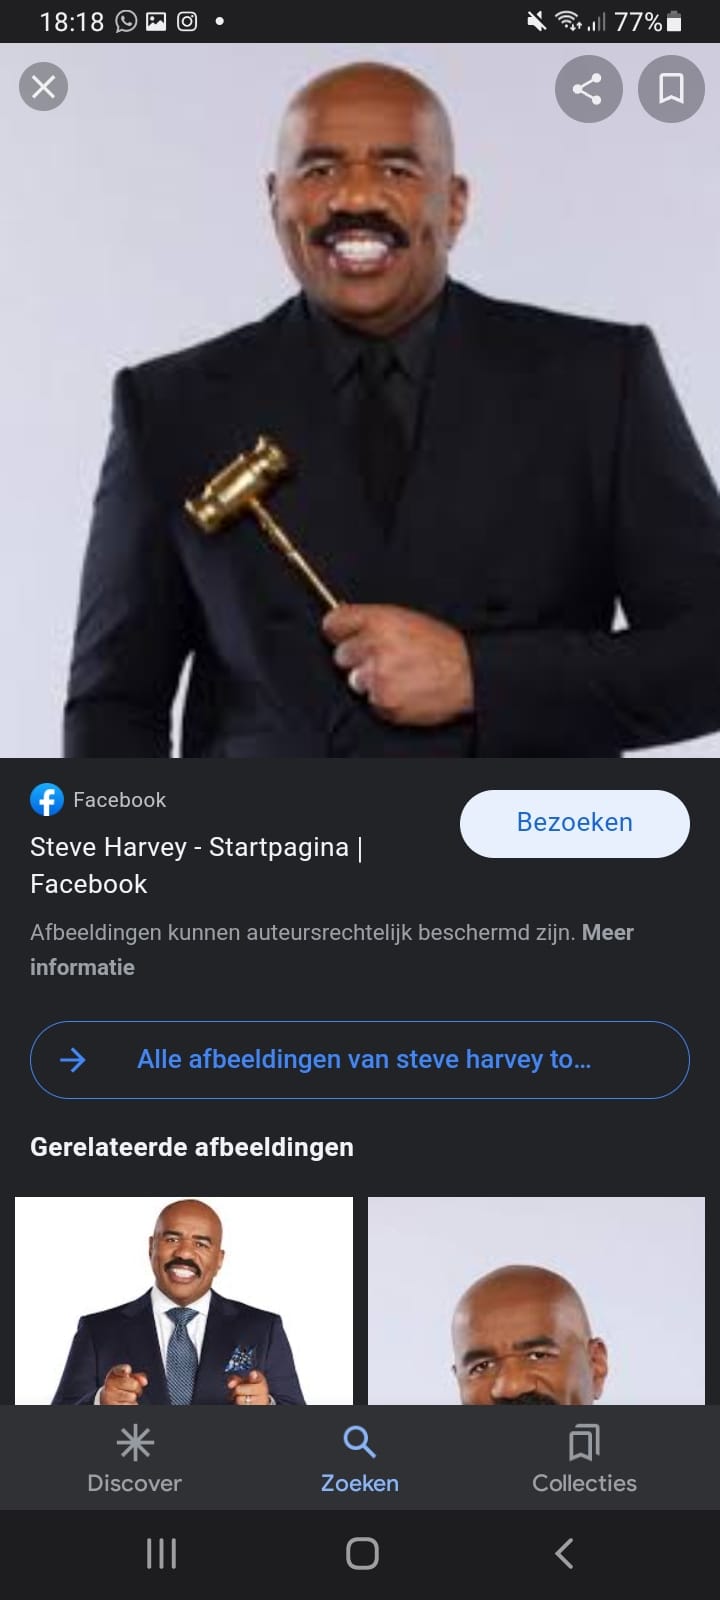 18:18
77%
Facebook
Steve Harvey - Startpagina |
Facebook
Bezoeken
Afbeeldingen kunnen auteursrechtelijk beschermd zijn. Meer
informatie
Alle afbeeldingen van steve harvey to...
Gerelateerde afbeeldingen
Discover
Zoeken
Collecties